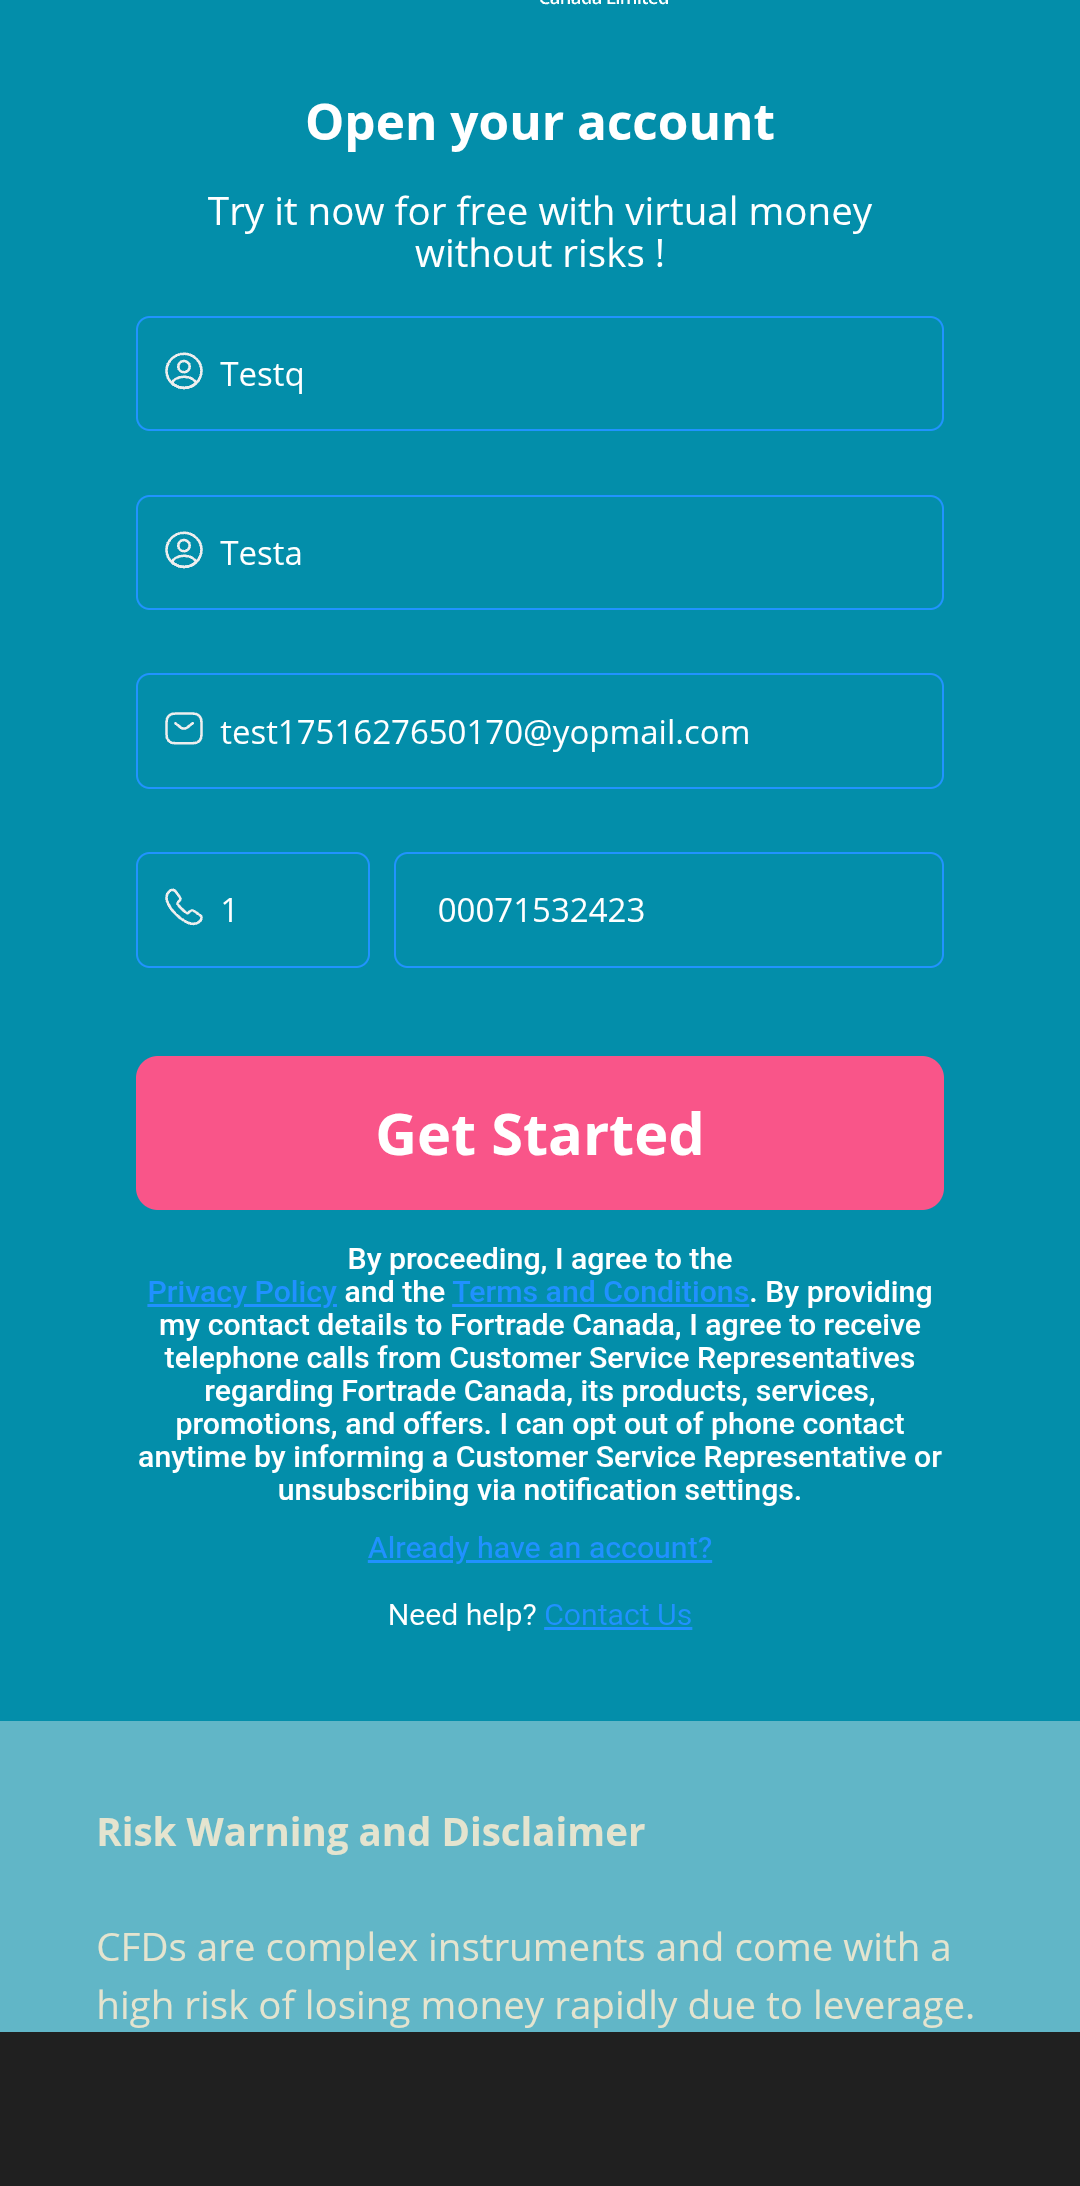 Canada Limited
Open your account
Try it now for free with virtual money
without risks !
Testq
Testa
test1751627650170@yopmail.com
1
00071532423
Get Started
By proceeding, I agree to the
Privacy Policy and the Terms and Conditions. By providing
my contact details to Fortrade Canada, I agree to receive
telephone calls from Customer Service Representatives
regarding Fortrade Canada, its products, services,
promotions, and offers. I can opt out of phone contact
anytime by informing a Customer Service Representative or
unsubscribing via notification settings.
Already have an account?
Need help? Contact Us
Risk Warning and Disclaimer
CFDs are complex instruments and come with a
high risk of losing money rapidly due to leverage.